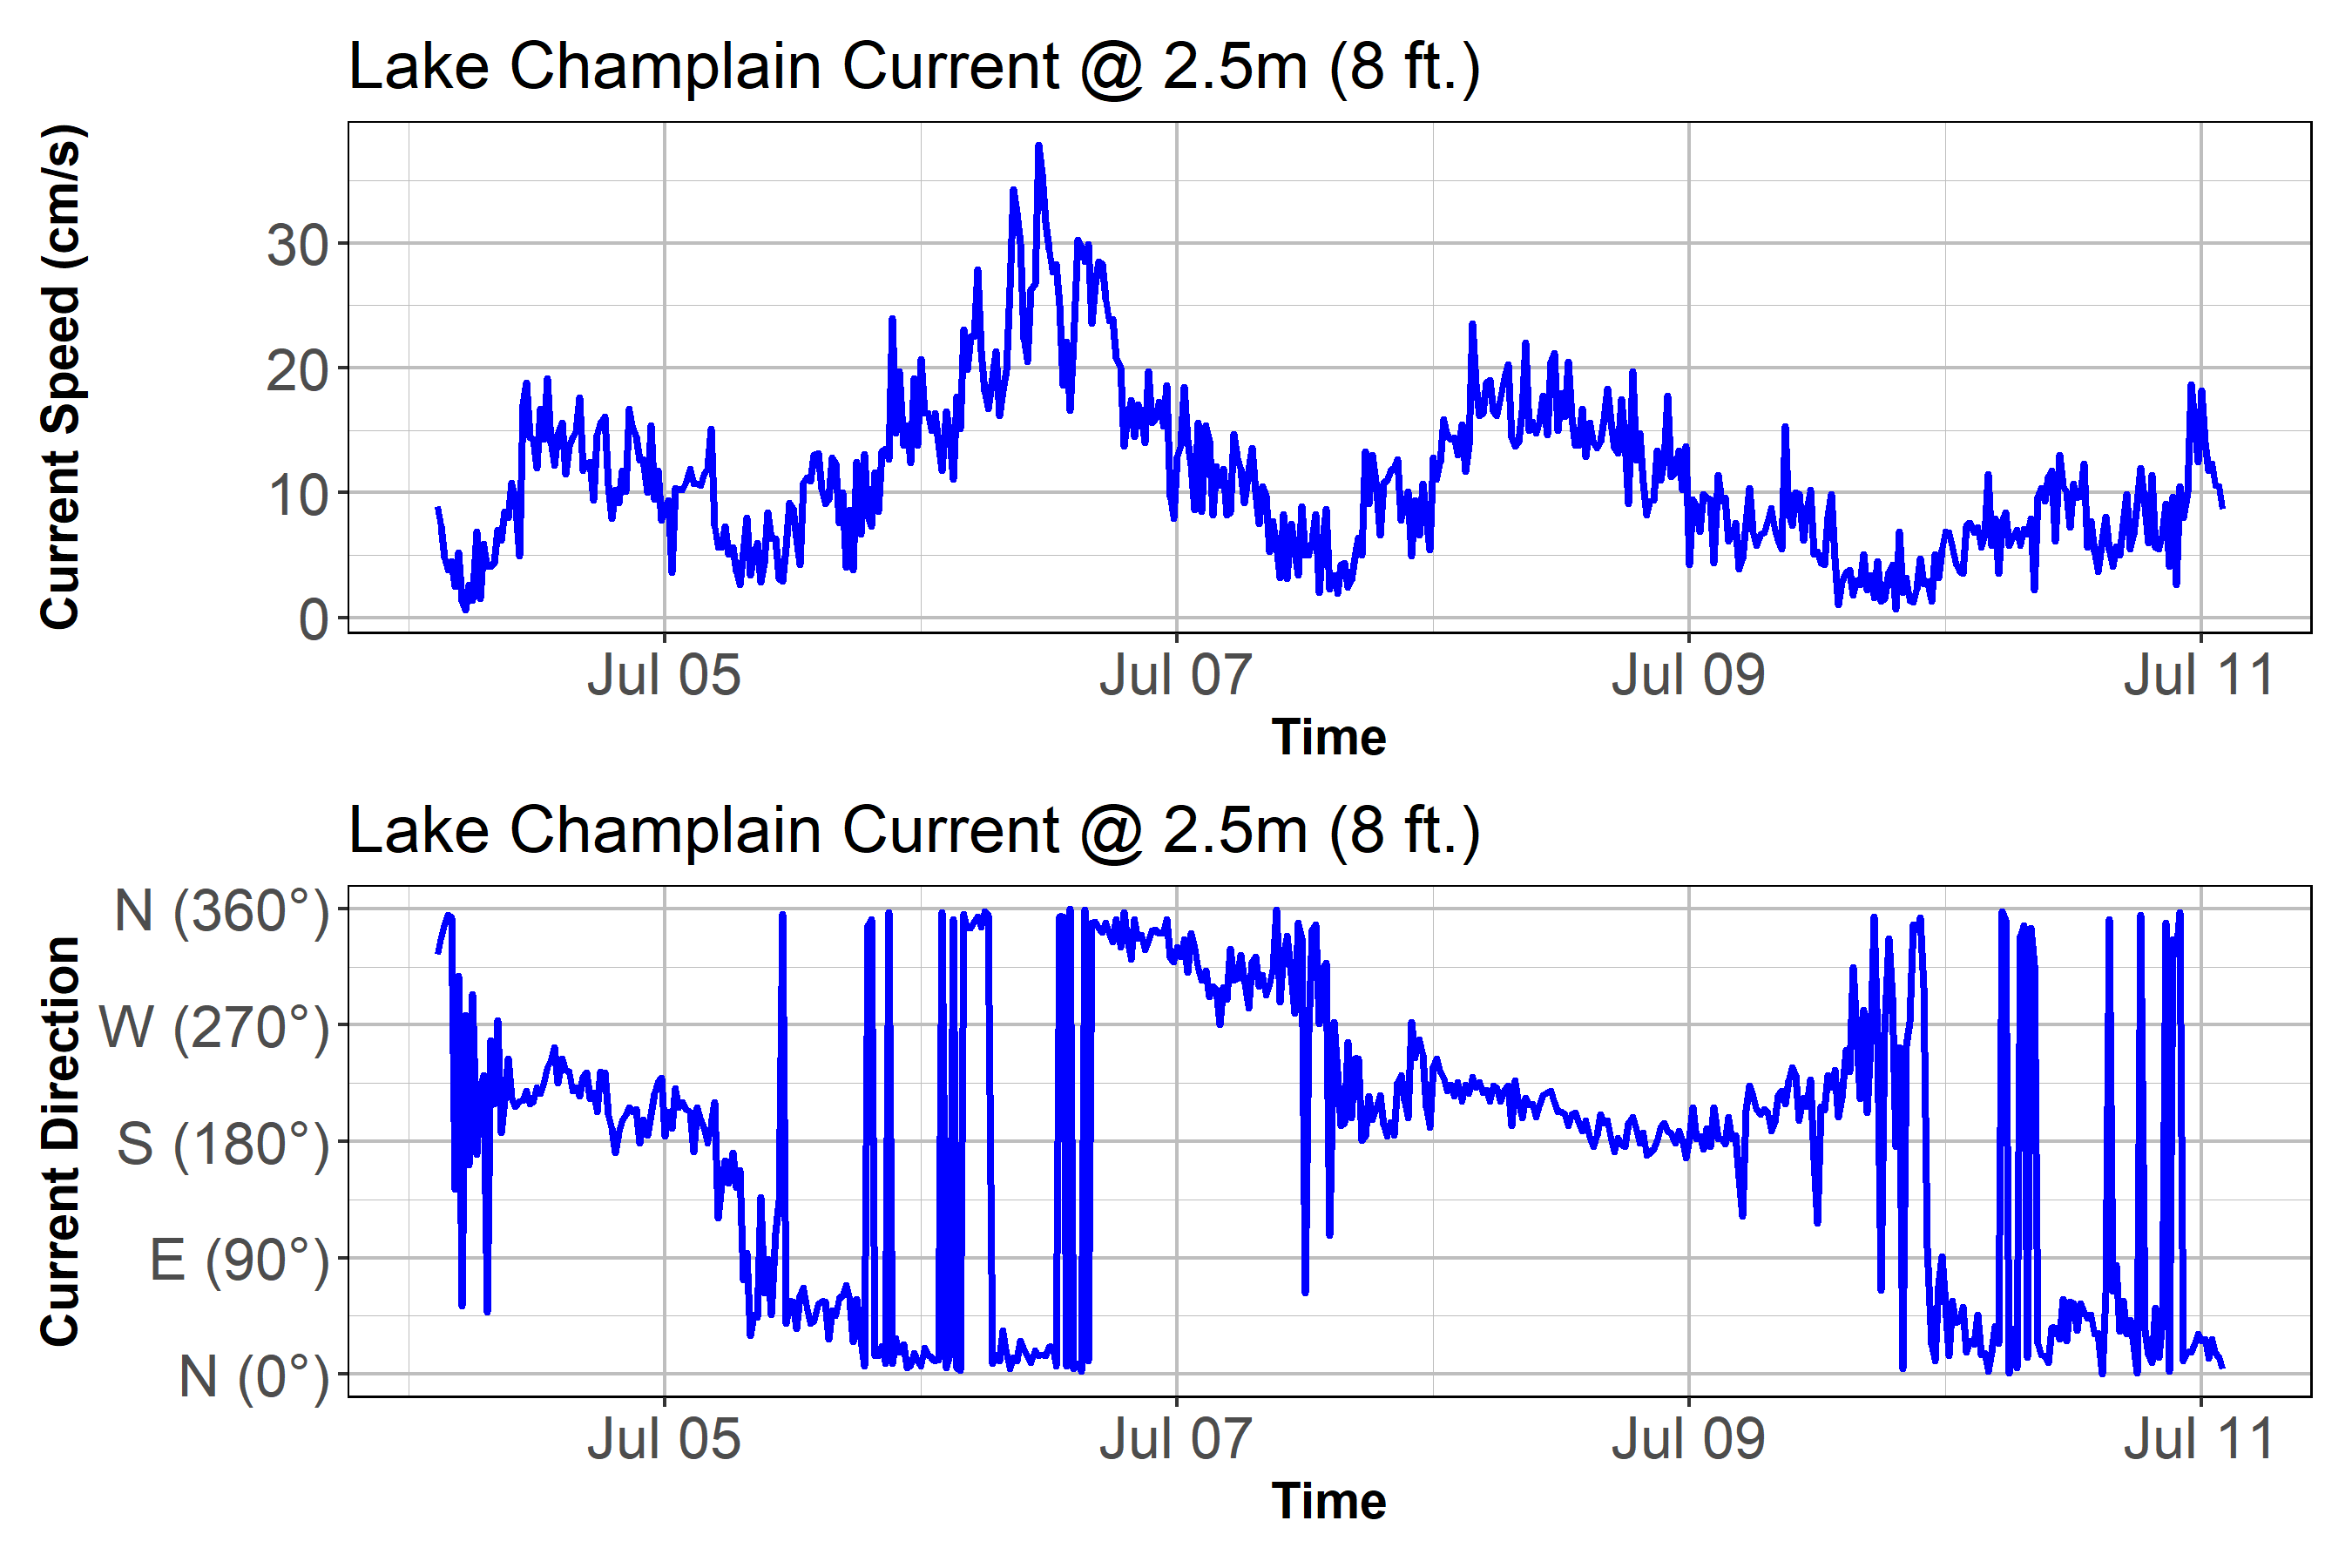 Lake Champlain Current @ 2.5m (8 ft.)
Current Speed (cm/s)
30
20
10
0
Jul 05 Jul 07 Jul 09 Jul 11
Time
Lake Champlain Current @ 2.5m (8 ft.)
Current Direction
N (360°)
W (270°)
S (180°)
E (90°)
N (0°)
Jul 05 Jul 07 Jul 09 Jul 11
Time